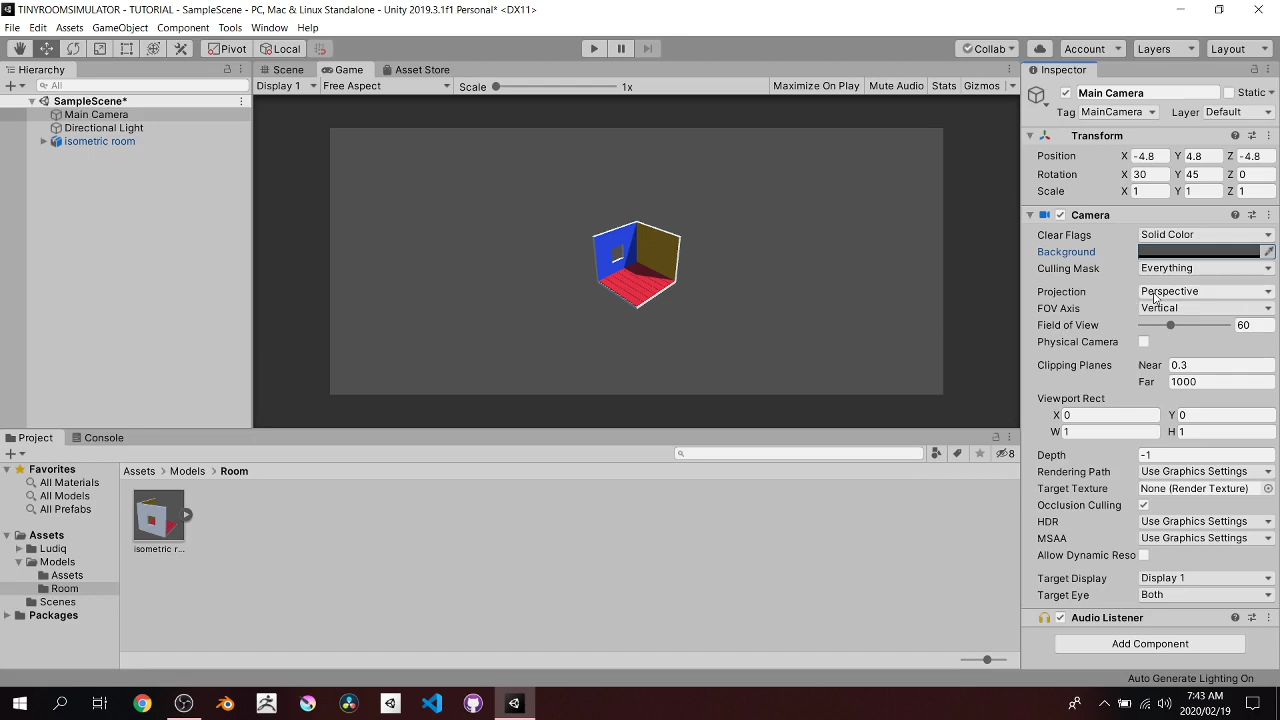 TINYROOMSIMULATOR - TUTORIAL - SampleScene - PC, Mac & Linux Standalone - Unity 2019.3.1f1 Personal* <DX11>
File Edit Assets GameObject Component Tools Window Help
Pivot Local Collab Account Layers Layout
Hierarchy
All
SampleScene*
Main Camera
Directional Light
isometric room
Scene Game Asset Store
Display 1 Free Aspect Scale 1x Maximize On Play Mute Audio Stats Gizmos
Inspector
Main Camera Static
Tag MainCamera Layer Default
Transform
Position X -4.8 Y 4.8 Z -4.8
Rotation X 30 Y 45 Z 0
Scale X 1 Y 1 Z 1
Camera
Clear Flags Solid Color
Background
Culling Mask Everything
Projection Perspective
FOV Axis Vertical
Field of View 60
Physical Camera
Clipping Planes Near 0.3
Far 1000
Viewport Rect
X 0 Y 0
W 1 H 1
Depth -1
Rendering Path Use Graphics Settings
Target Texture None (Render Texture)
Occlusion Culling
HDR Use Graphics Settings
MSAA Use Graphics Settings
Allow Dynamic Reso
Target Display Display 1
Target Eye Both
Audio Listener
Add Component
Project Console
8
Favorites
All Materials
All Models
All Prefabs
Assets
Ludiq
Models
Assets
Room
Scenes
Packages
Assets Models Room
isometric r...
Auto Generate Lighting On
7:43 AM
2020/02/19